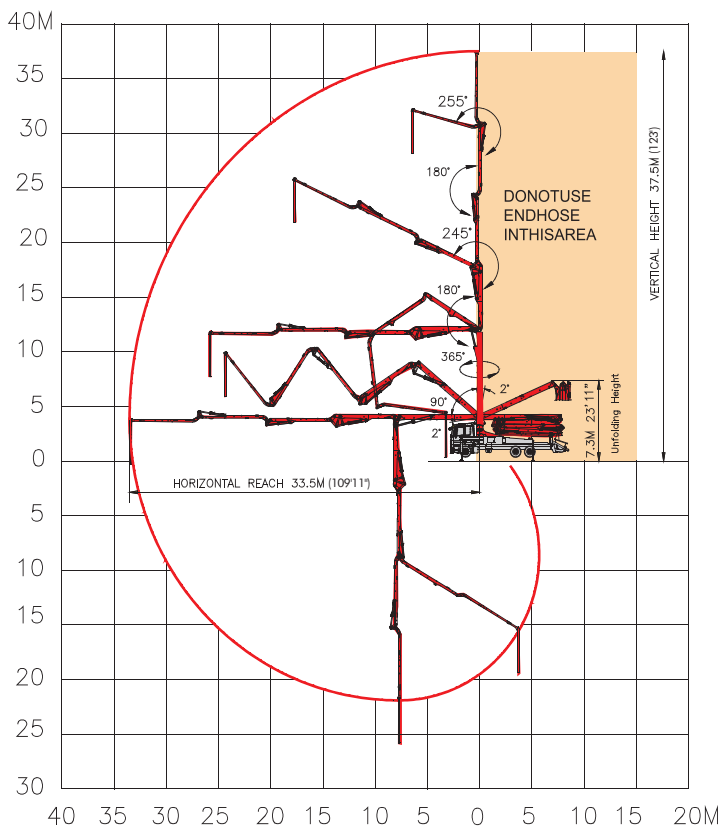 40M
35
30
25
20
15
10
5
0
5
10
15
20
25
30
40 35 30 25 20 15 10 5 0 5 10 15 20M
255°
180°
245°
180°
365°
2°
90°
2°
DONOTUSE
ENDHOSE
INTHISAREA
VERTICAL HEIGHT 37.5M (123')
7.3M 23'11"
Unfolding Height
HORIZONTAL REACH 33.5M (109'11")